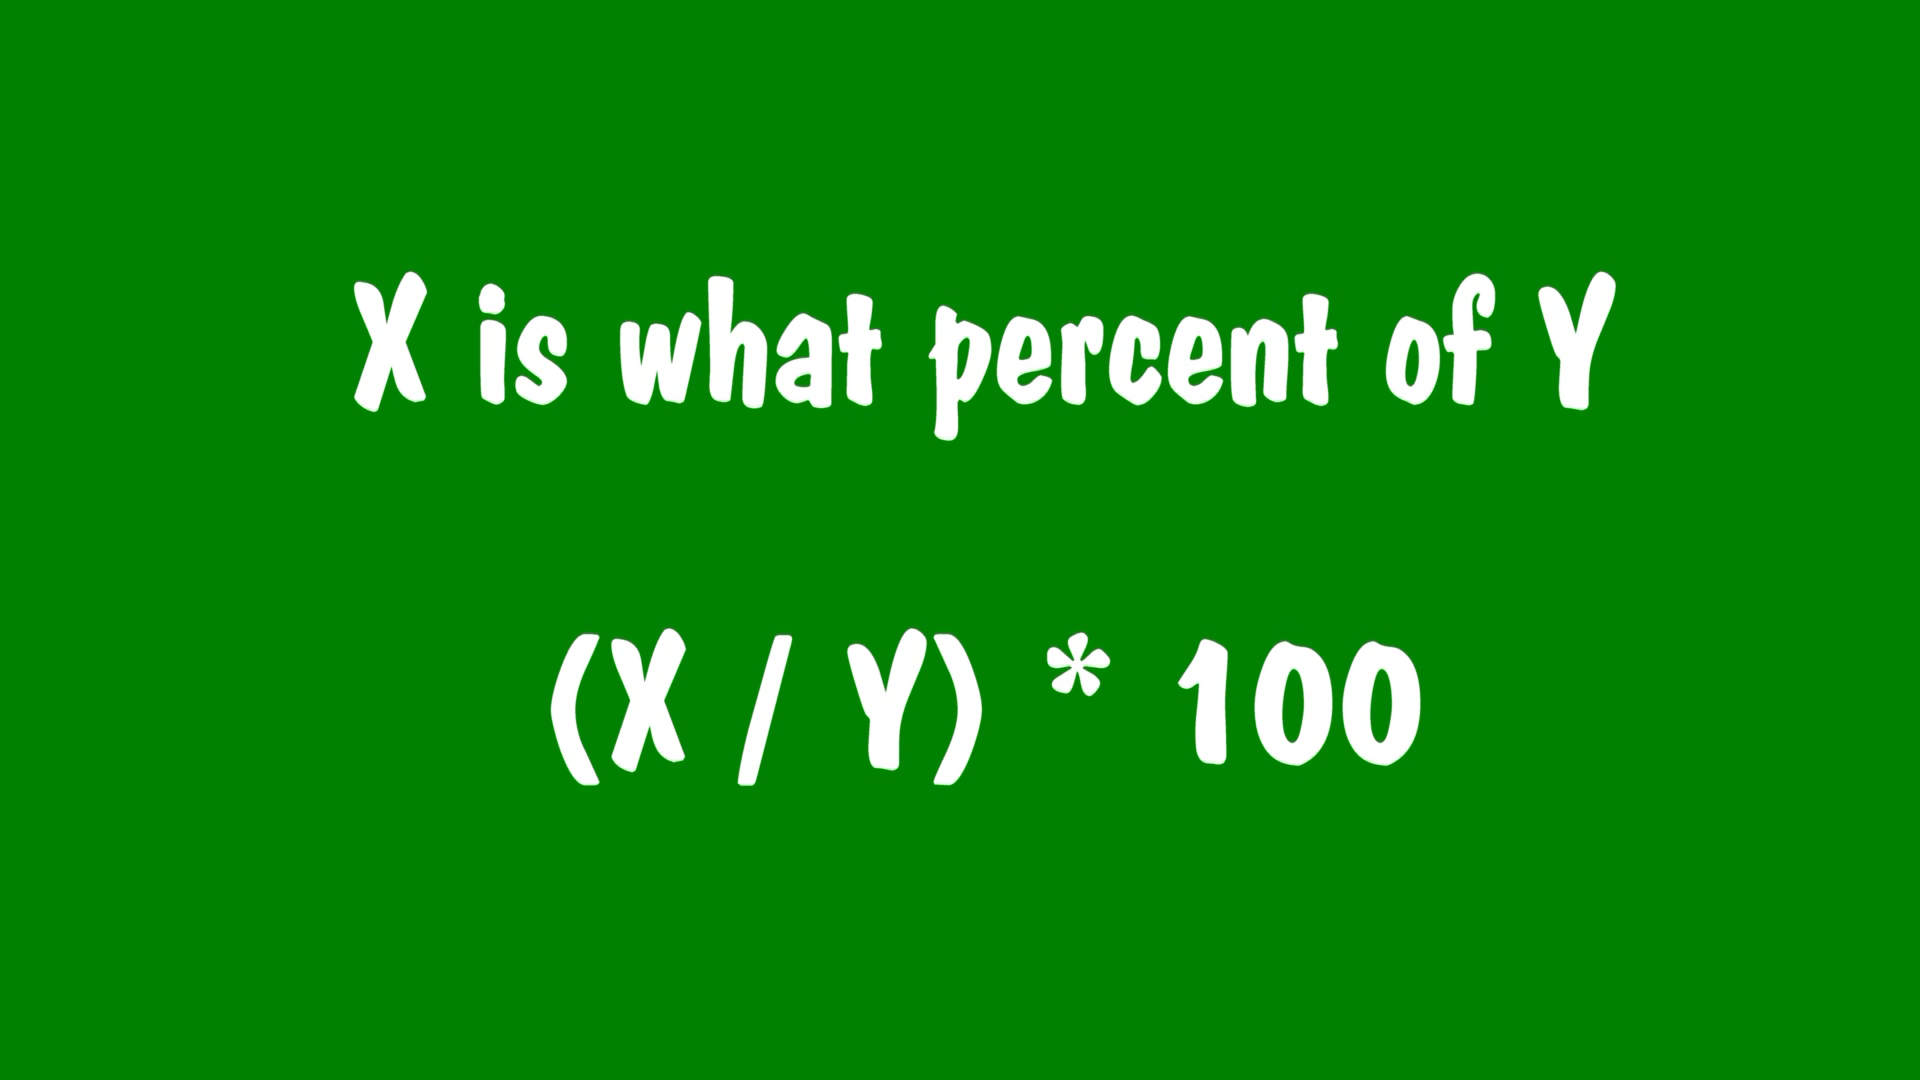 X is what percent of Y
(X / Y) * 100